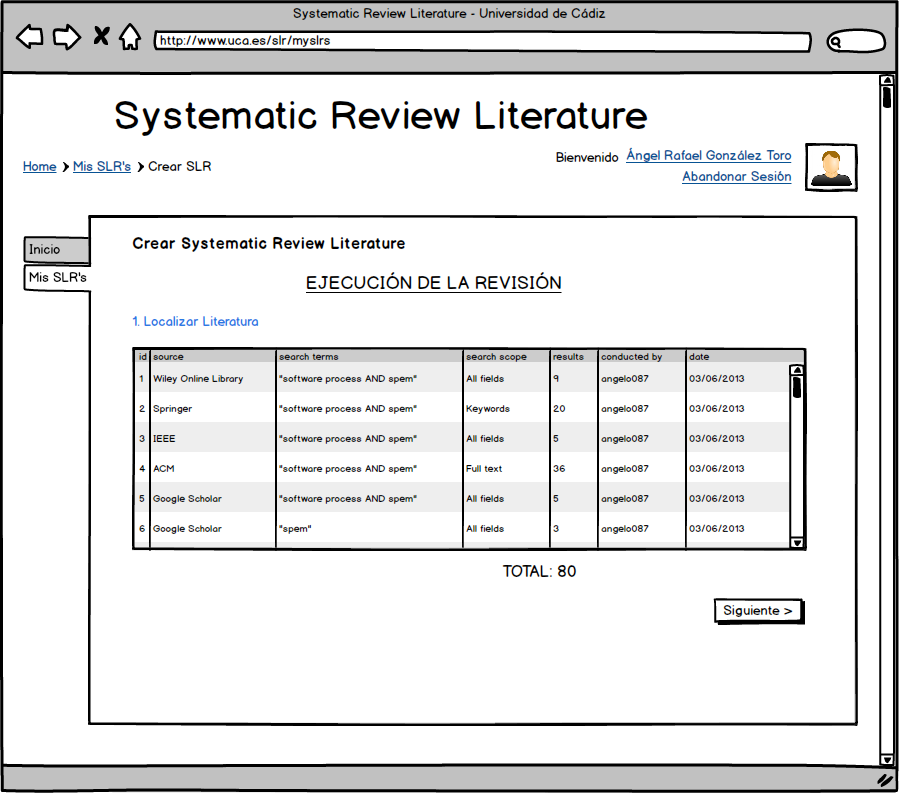 Systematic Review Literature - Universidad de Cádiz
http://www.uca.es/slr/myslrs
Systematic Review Literature
Home > Mis SLR's > Crear SLR
Bienvenido Ángel Rafael González Toro
Abandonar Sesión
Inicio
Mis SLR's
Crear Systematic Review Literature
EJECUCIÓN DE LA REVISIÓN
1. Localizar Literatura
id source search terms search scope results conducted by date
1 Wiley Online Library "software process AND spem" All fields 9 angelo087 03/06/2013
2 Springer "software process AND spem" Keywords 20 angelo087 03/06/2013
3 IEEE "software process AND spem" All fields 5 angelo087 03/06/2013
4 ACM "software process AND spem" Full text 36 angelo087 03/06/2013
5 Google Scholar "software process AND spem" All fields 5 angelo087 03/06/2013
6 Google Scholar "spem" All fields 3 angelo087 03/06/2013
TOTAL: 80
Siguiente >